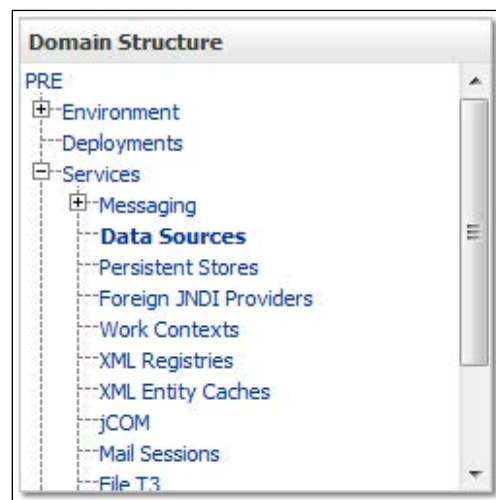 Domain Structure
PRE
Environment
Deployments
Services
Messaging
Data Sources
Persistent Stores
Foreign JNDI Providers
Work Contexts
XML Registries
XML Entity Caches
jCOM
Mail Sessions
File T3